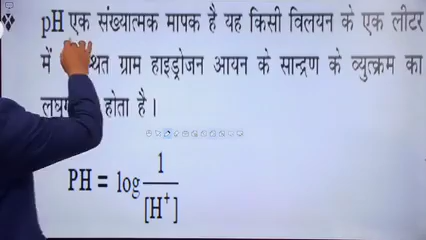 pH एक संख्यात्मक मापक है यह किसी विलयन के एक लीटर
में ग्राम हाइड्रोजन आयन के सान्द्रण के व्युत्क्रम का
होता है।
PH = log 1/[H⁺]